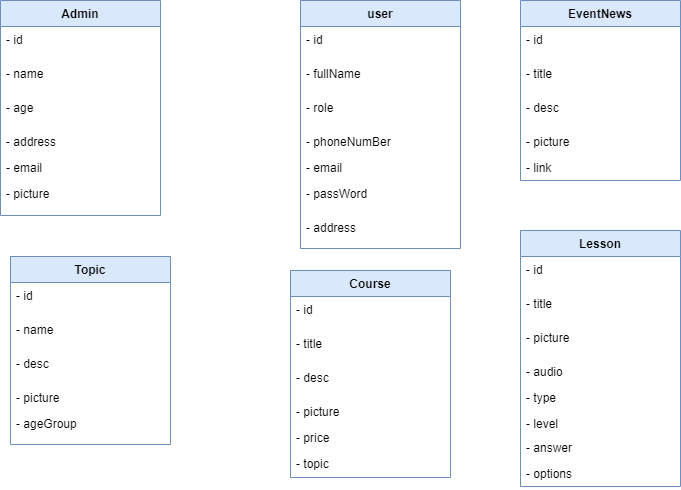 Admin
- id
- name
- age
- address
- email
- picture
user
- id
- fullName
- role
- phoneNumBer
- email
- passWord
- address
EventNews
- id
- title
- desc
- picture
- link
Topic
- id
- name
- desc
- picture
- ageGroup
Course
- id
- title
- desc
- picture
- price
- topic
Lesson
- id
- title
- picture
- audio
- type
- level
- answer
- options